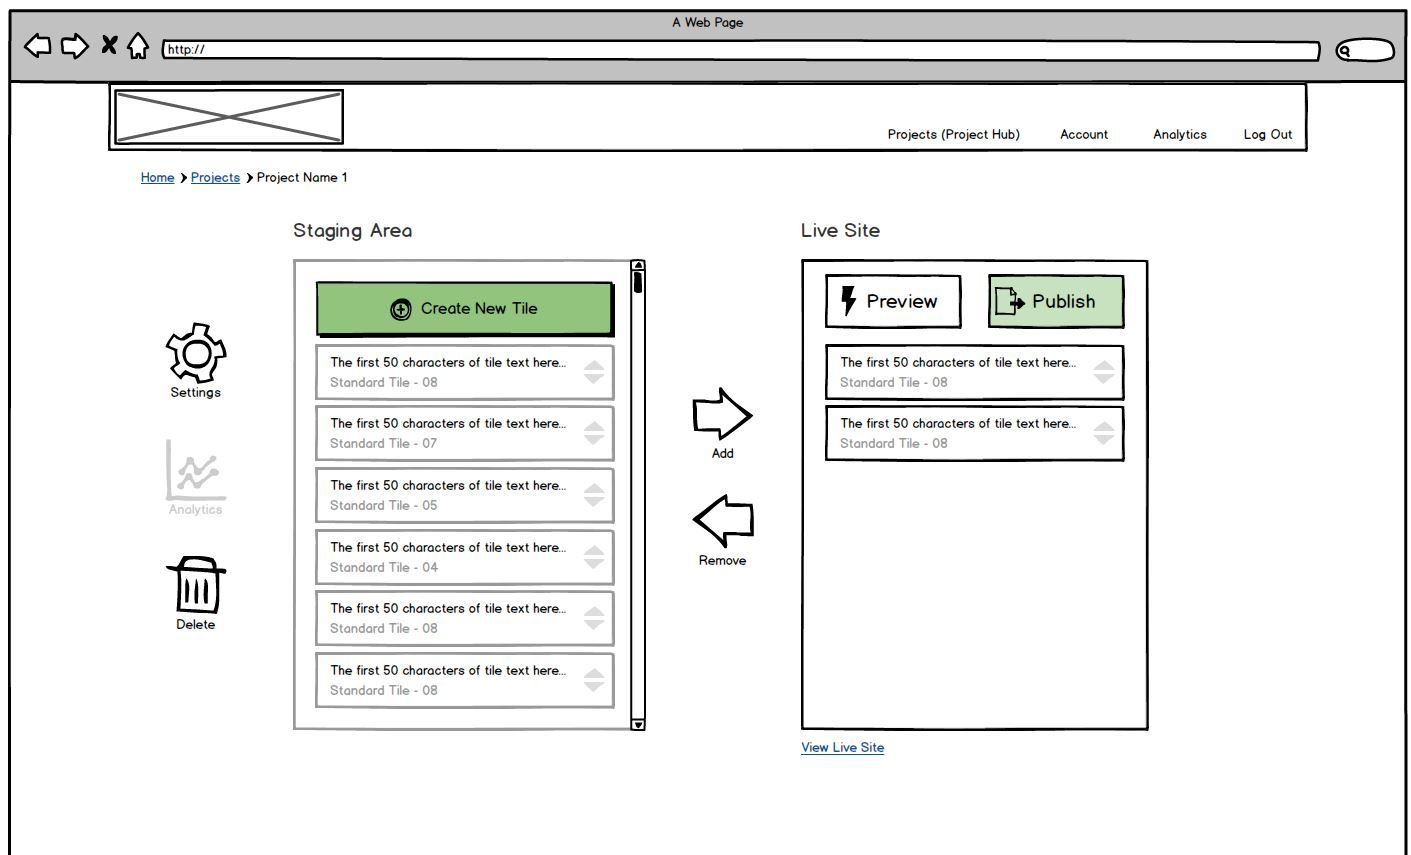 A Web Page
http://
Projects (Project Hub) Account Analytics Log Out
Home Projects Project Name 1
Staging Area
Create New Tile
The first 50 characters of tile text here...
Standard Tile - 08
The first 50 characters of tile text here...
Standard Tile - 07
The first 50 characters of tile text here...
Standard Tile - 05
The first 50 characters of tile text here...
Standard Tile - 04
The first 50 characters of tile text here...
Standard Tile - 08
The first 50 characters of tile text here...
Standard Tile - 08
Settings
Analytics
Delete
Add
Remove
Live Site
Preview
Publish
The first 50 characters of tile text here...
Standard Tile - 08
The first 50 characters of tile text here...
Standard Tile - 08
View Live Site